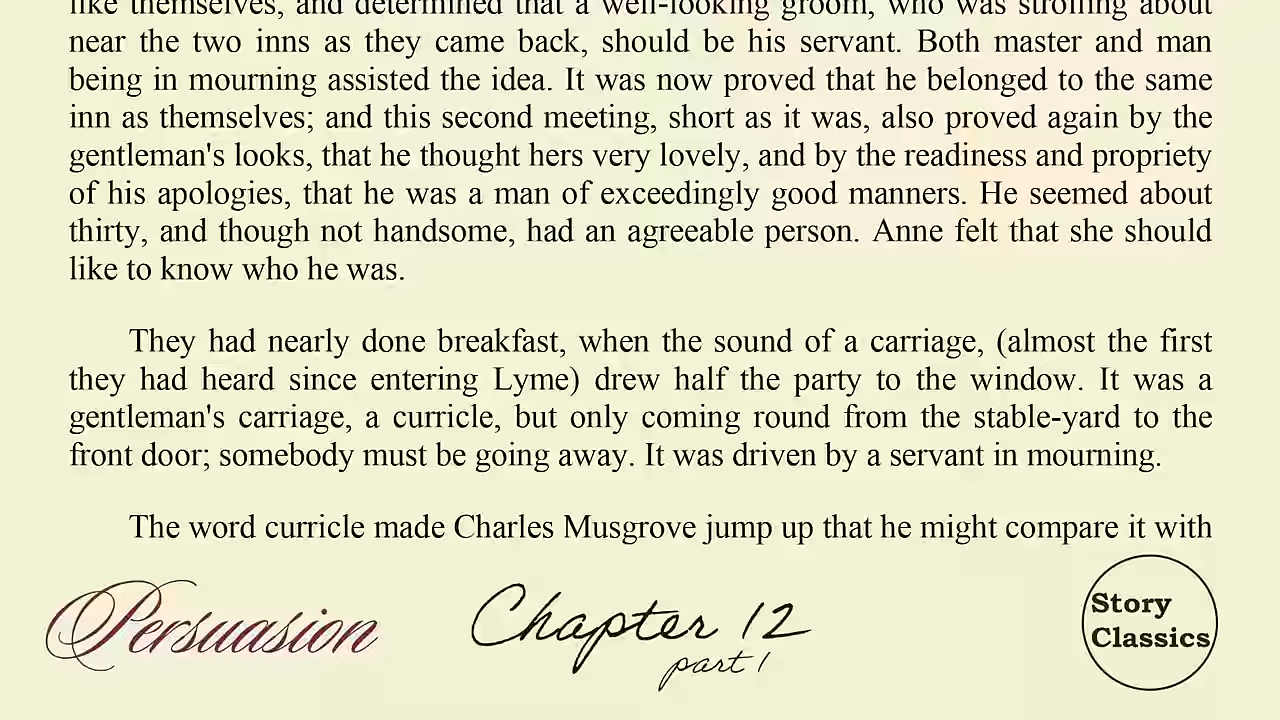 like themselves, and determined that a well-looking groom, who was strolling about
near the two inns as they came back, should be his servant. Both master and man
being in mourning assisted the idea. It was now proved that he belonged to the same
inn as themselves; and this second meeting, short as it was, also proved again by the
gentleman's looks, that he thought hers very lovely, and by the readiness and propriety
of his apologies, that he was a man of exceedingly good manners. He seemed about
thirty, and though not handsome, had an agreeable person. Anne felt that she should
like to know who he was.
They had nearly done breakfast, when the sound of a carriage, (almost the first
they had heard since entering Lyme) drew half the party to the window. It was a
gentleman's carriage, a curricle, but only coming round from the stable-yard to the
front door; somebody must be going away. It was driven by a servant in mourning.
The word curricle made Charles Musgrove jump up that he might compare it with
Persuasion
Chapter 12
part 1
Story
Classics